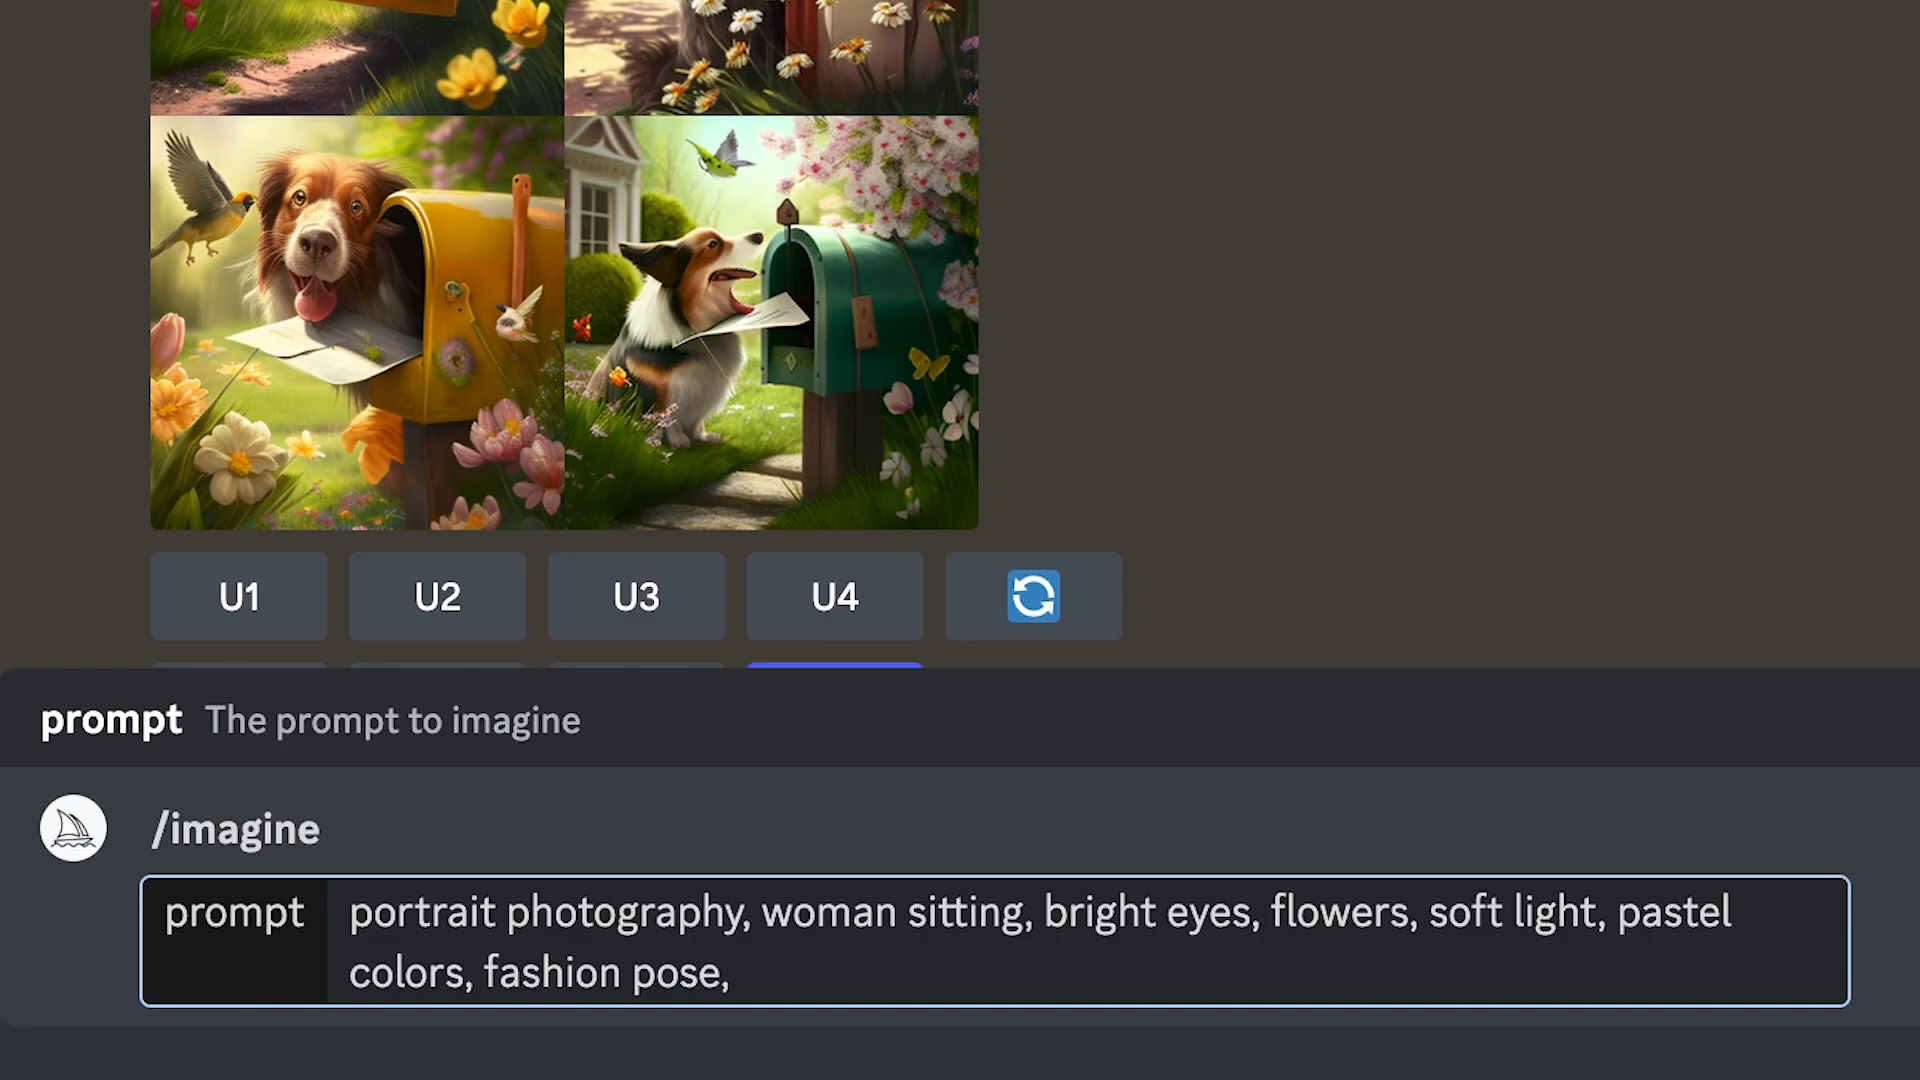 U1 U2 U3 U4
prompt The prompt to imagine
/imagine
prompt portrait photography, woman sitting, bright eyes, flowers, soft light, pastel
colors, fashion pose,